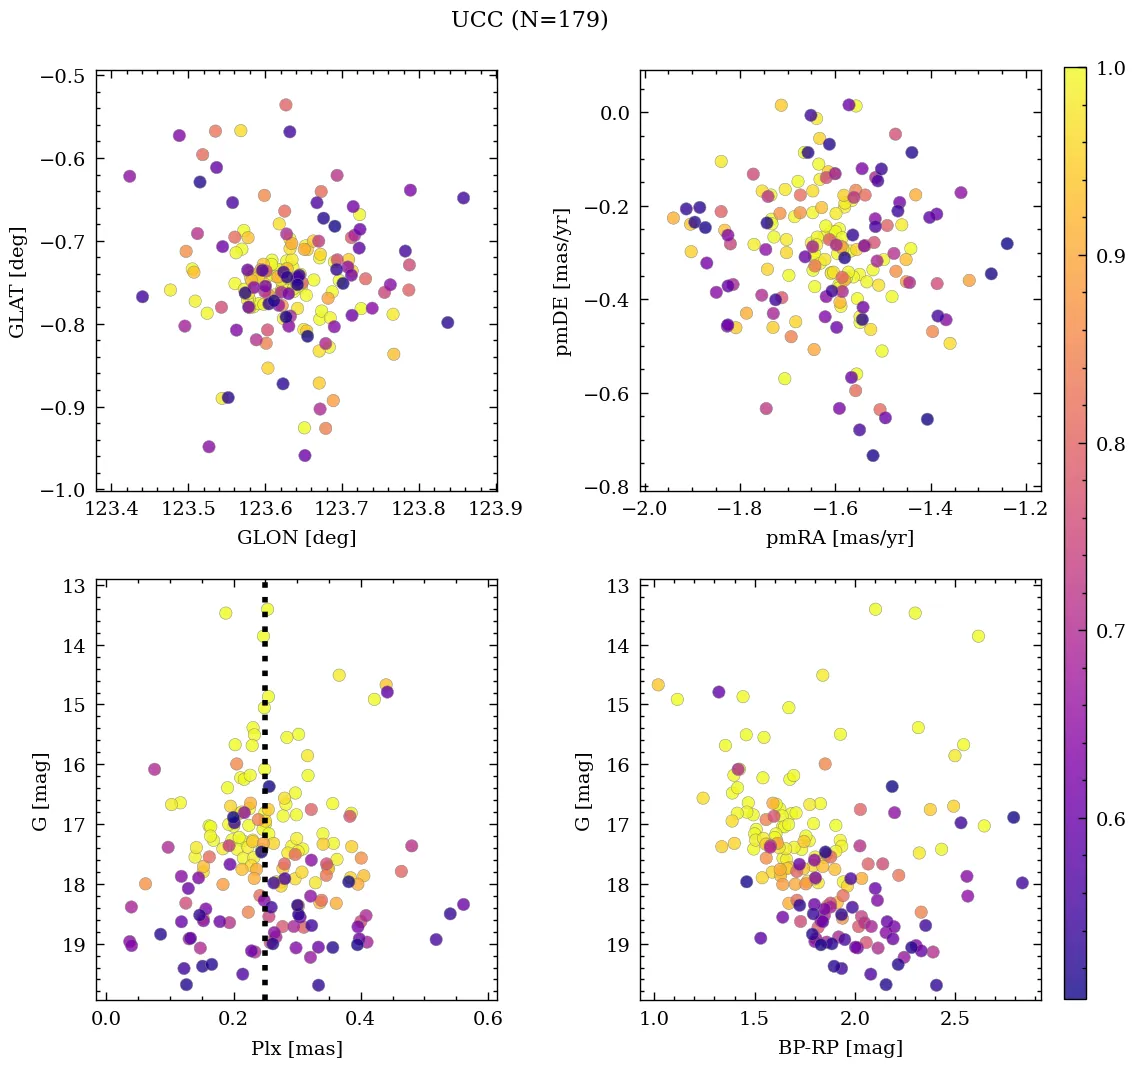 UCC (N=179)
−0.5
−0.6
−0.7
−0.8
−0.9
−1.0
GLAT [deg]
123.4 123.5 123.6 123.7 123.8 123.9
GLON [deg]
0.0
−0.2
−0.4
−0.6
−0.8
pmDE [mas/yr]
−2.0 −1.8 −1.6 −1.4 −1.2
pmRA [mas/yr]
13
14
15
16
17
18
19
G [mag]
0.0 0.2 0.4 0.6
Plx [mas]
13
14
15
16
17
18
19
G [mag]
1.0 1.5 2.0 2.5
BP-RP [mag]
1.0
0.9
0.8
0.7
0.6